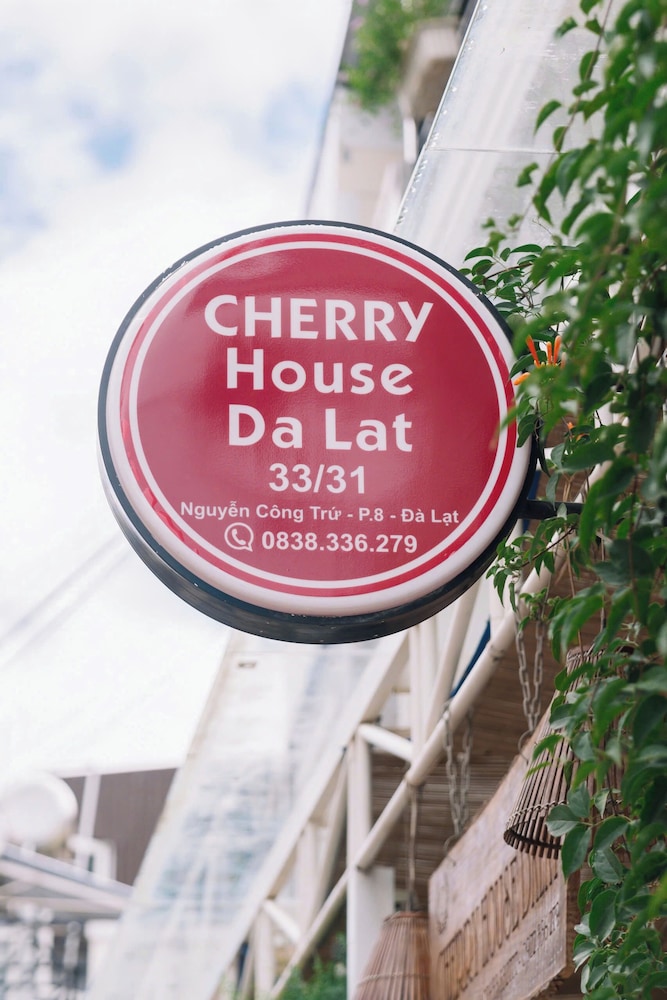 CHERRY
House
Da Lat
33/31
Nguyễn Công Trứ - P.8 - Đà Lạt
0838.336.279